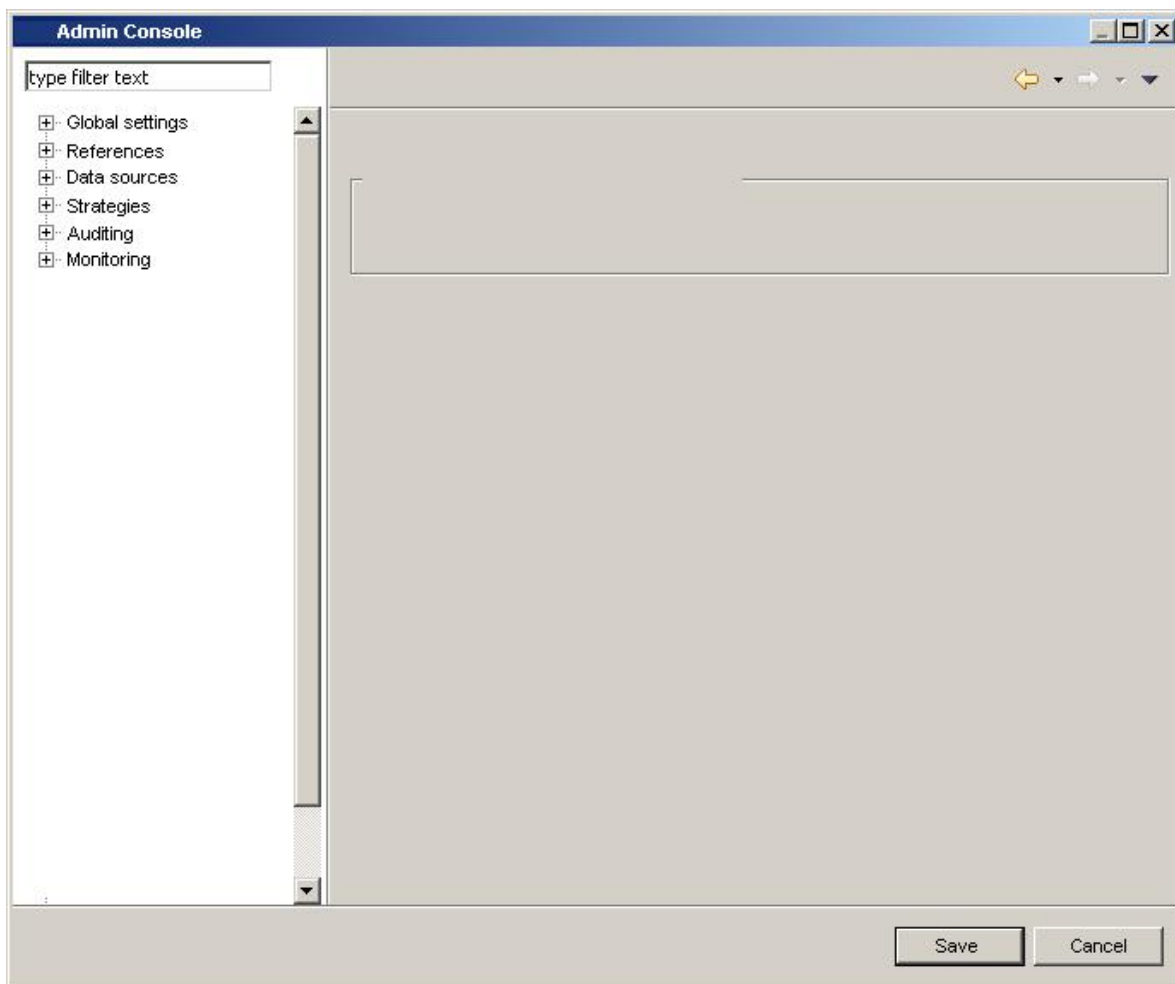 Admin Console
type filter text
Global settings
References
Data sources
Strategies
Auditing
Monitoring
Save
Cancel